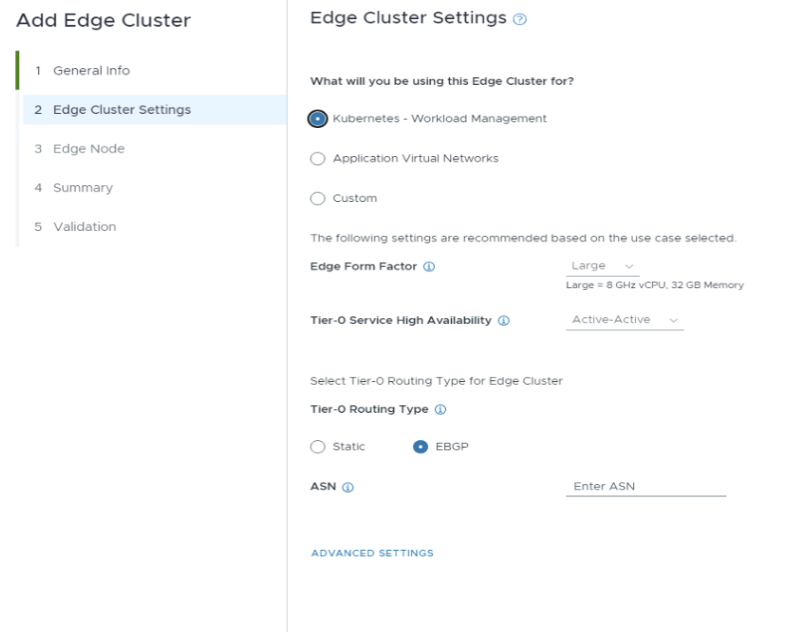 Add Edge Cluster
1 General Info
2 Edge Cluster Settings
3 Edge Node
4 Summary
5 Validation
Edge Cluster Settings
What will you be using this Edge Cluster for?
Kubernetes - Workload Management
Application Virtual Networks
Custom
The following settings are recommended based on the use case selected.
Edge Form Factor Large
Large = 8 GHz vCPU, 32 GB Memory
Tier-0 Service High Availability Active-Active
Select Tier-0 Routing Type for Edge Cluster
Tier-0 Routing Type
Static EBGP
ASN Enter ASN
ADVANCED SETTINGS